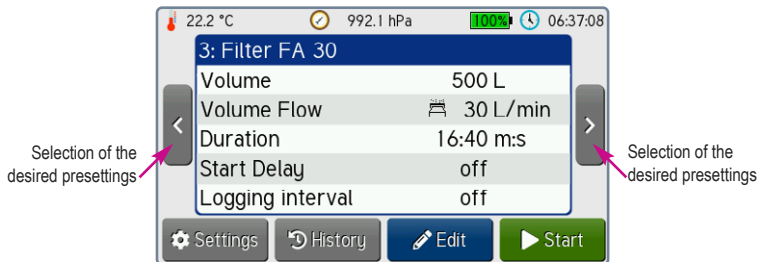 22.2 °C 992.1 hPa 100% 06:37:08
3: Filter FA 30
Volume 500 L
Volume Flow 30 L/min
Duration 16:40 m:s
Start Delay off
Logging interval off
Selection of the
desired presettings
Selection of the
desired presettings
Settings History Edit Start